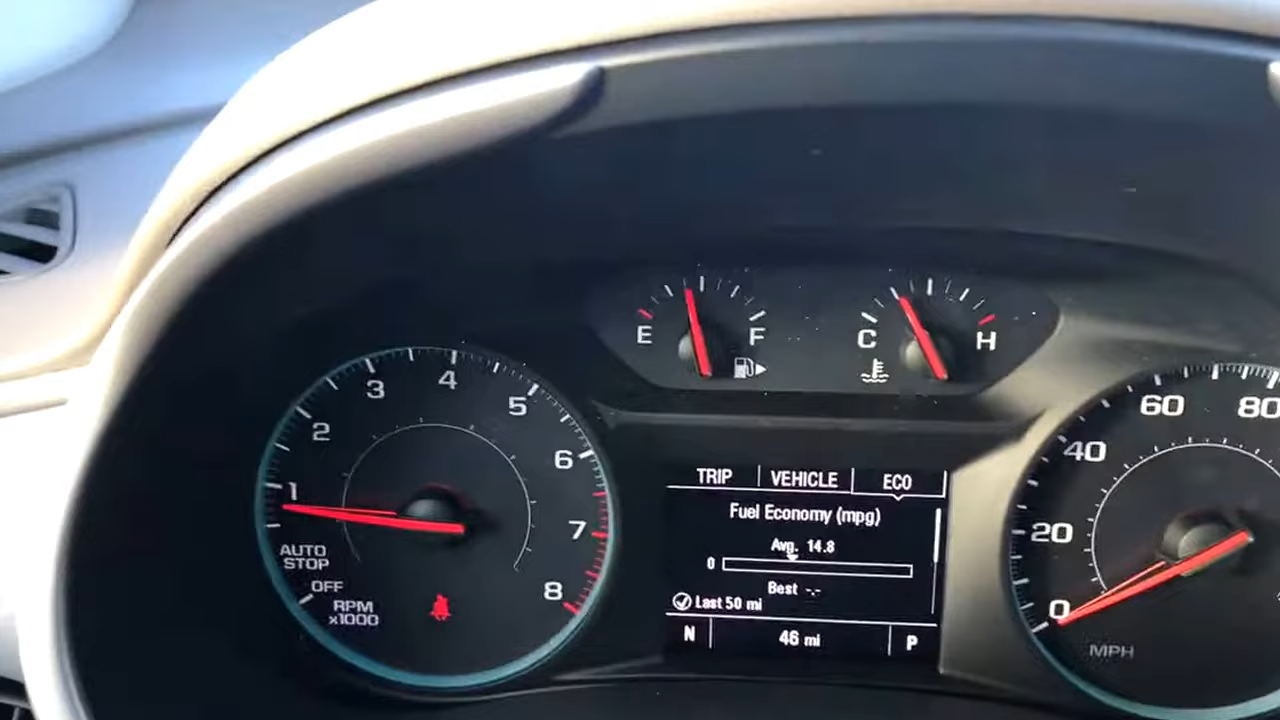 E F
C H
1
2
3
4
5
6
7
8
AUTO
STOP
OFF
RPM
x1000
TRIP VEHICLE ECO
Fuel Economy (mpg)
Avg. 14.8
0
Best -.-
Last 50 mi
N 46 mi P
0
20
40
60
80
MPH